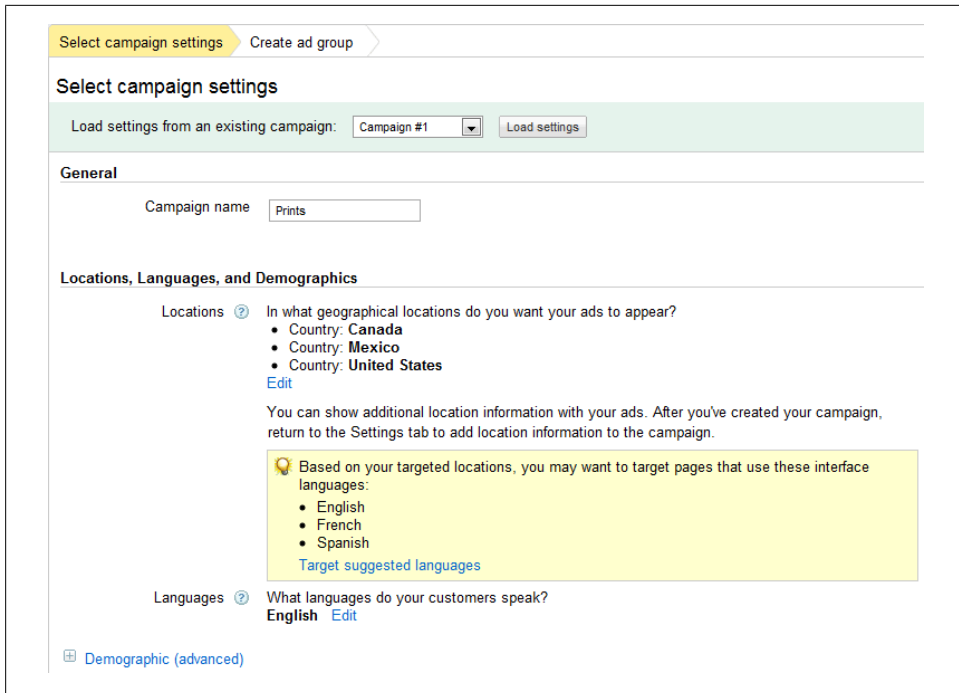 Select campaign settings
Create ad group
Select campaign settings
Load settings from an existing campaign:
Campaign #1
Load settings
General
Campaign name
Prints
Locations, Languages, and Demographics
Locations ?
In what geographical locations do you want your ads to appear?
• Country: Canada
• Country: Mexico
• Country: United States
Edit
You can show additional location information with your ads. After you've created your campaign,
return to the Settings tab to add location information to the campaign.
Based on your targeted locations, you may want to target pages that use these interface
languages:
• English
• French
• Spanish
Target suggested languages
Languages ?
What languages do your customers speak?
English Edit
Demographic (advanced)